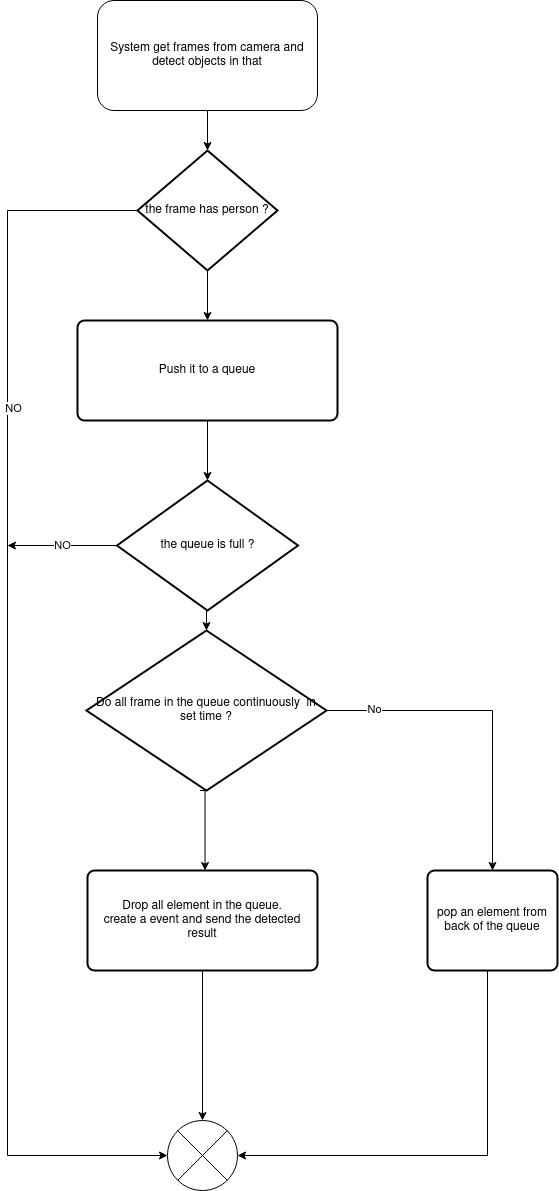 System get frames from camera and
detect objects in that
the frame has person ?
Push it to a queue
NO
the queue is full ?
NO
Do all frame in the queue continuously in
set time ?
No
Drop all element in the queue.
create a event and send the detected
result
pop an element from
back of the queue